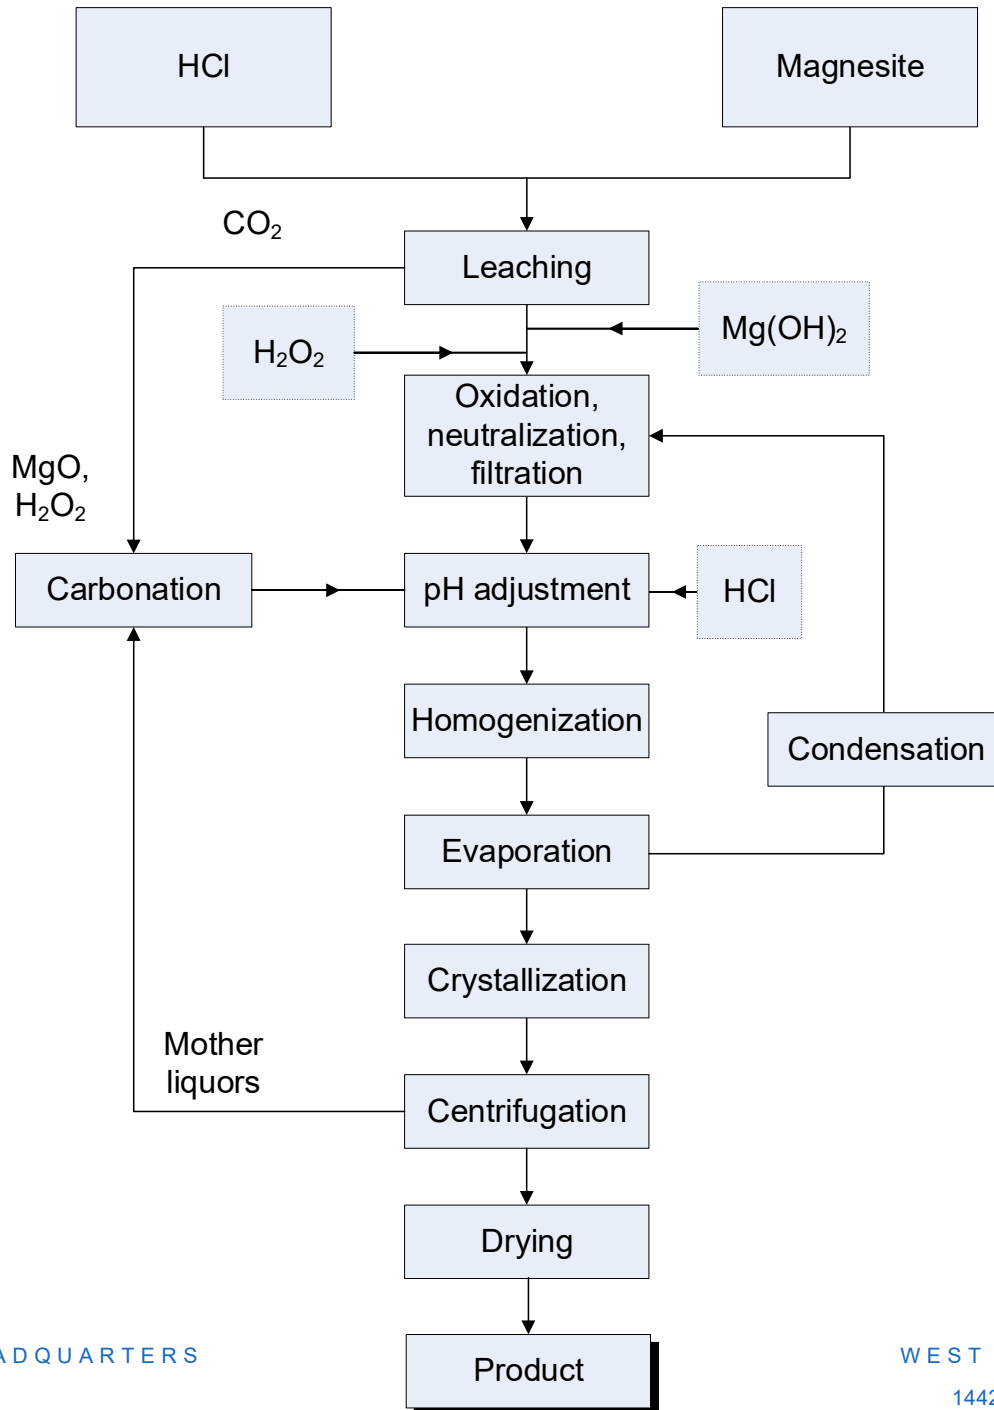 HCl
Magnesite
CO₂
Leaching
Mg(OH)₂
H₂O₂
Oxidation,
neutralization,
filtration
MgO,
H₂O₂
Carbonation
pH adjustment
HCl
Homogenization
Condensation
Evaporation
Crystallization
Mother
liquors
Centrifugation
Drying
Product
ADQUARTERS
WEST
1442